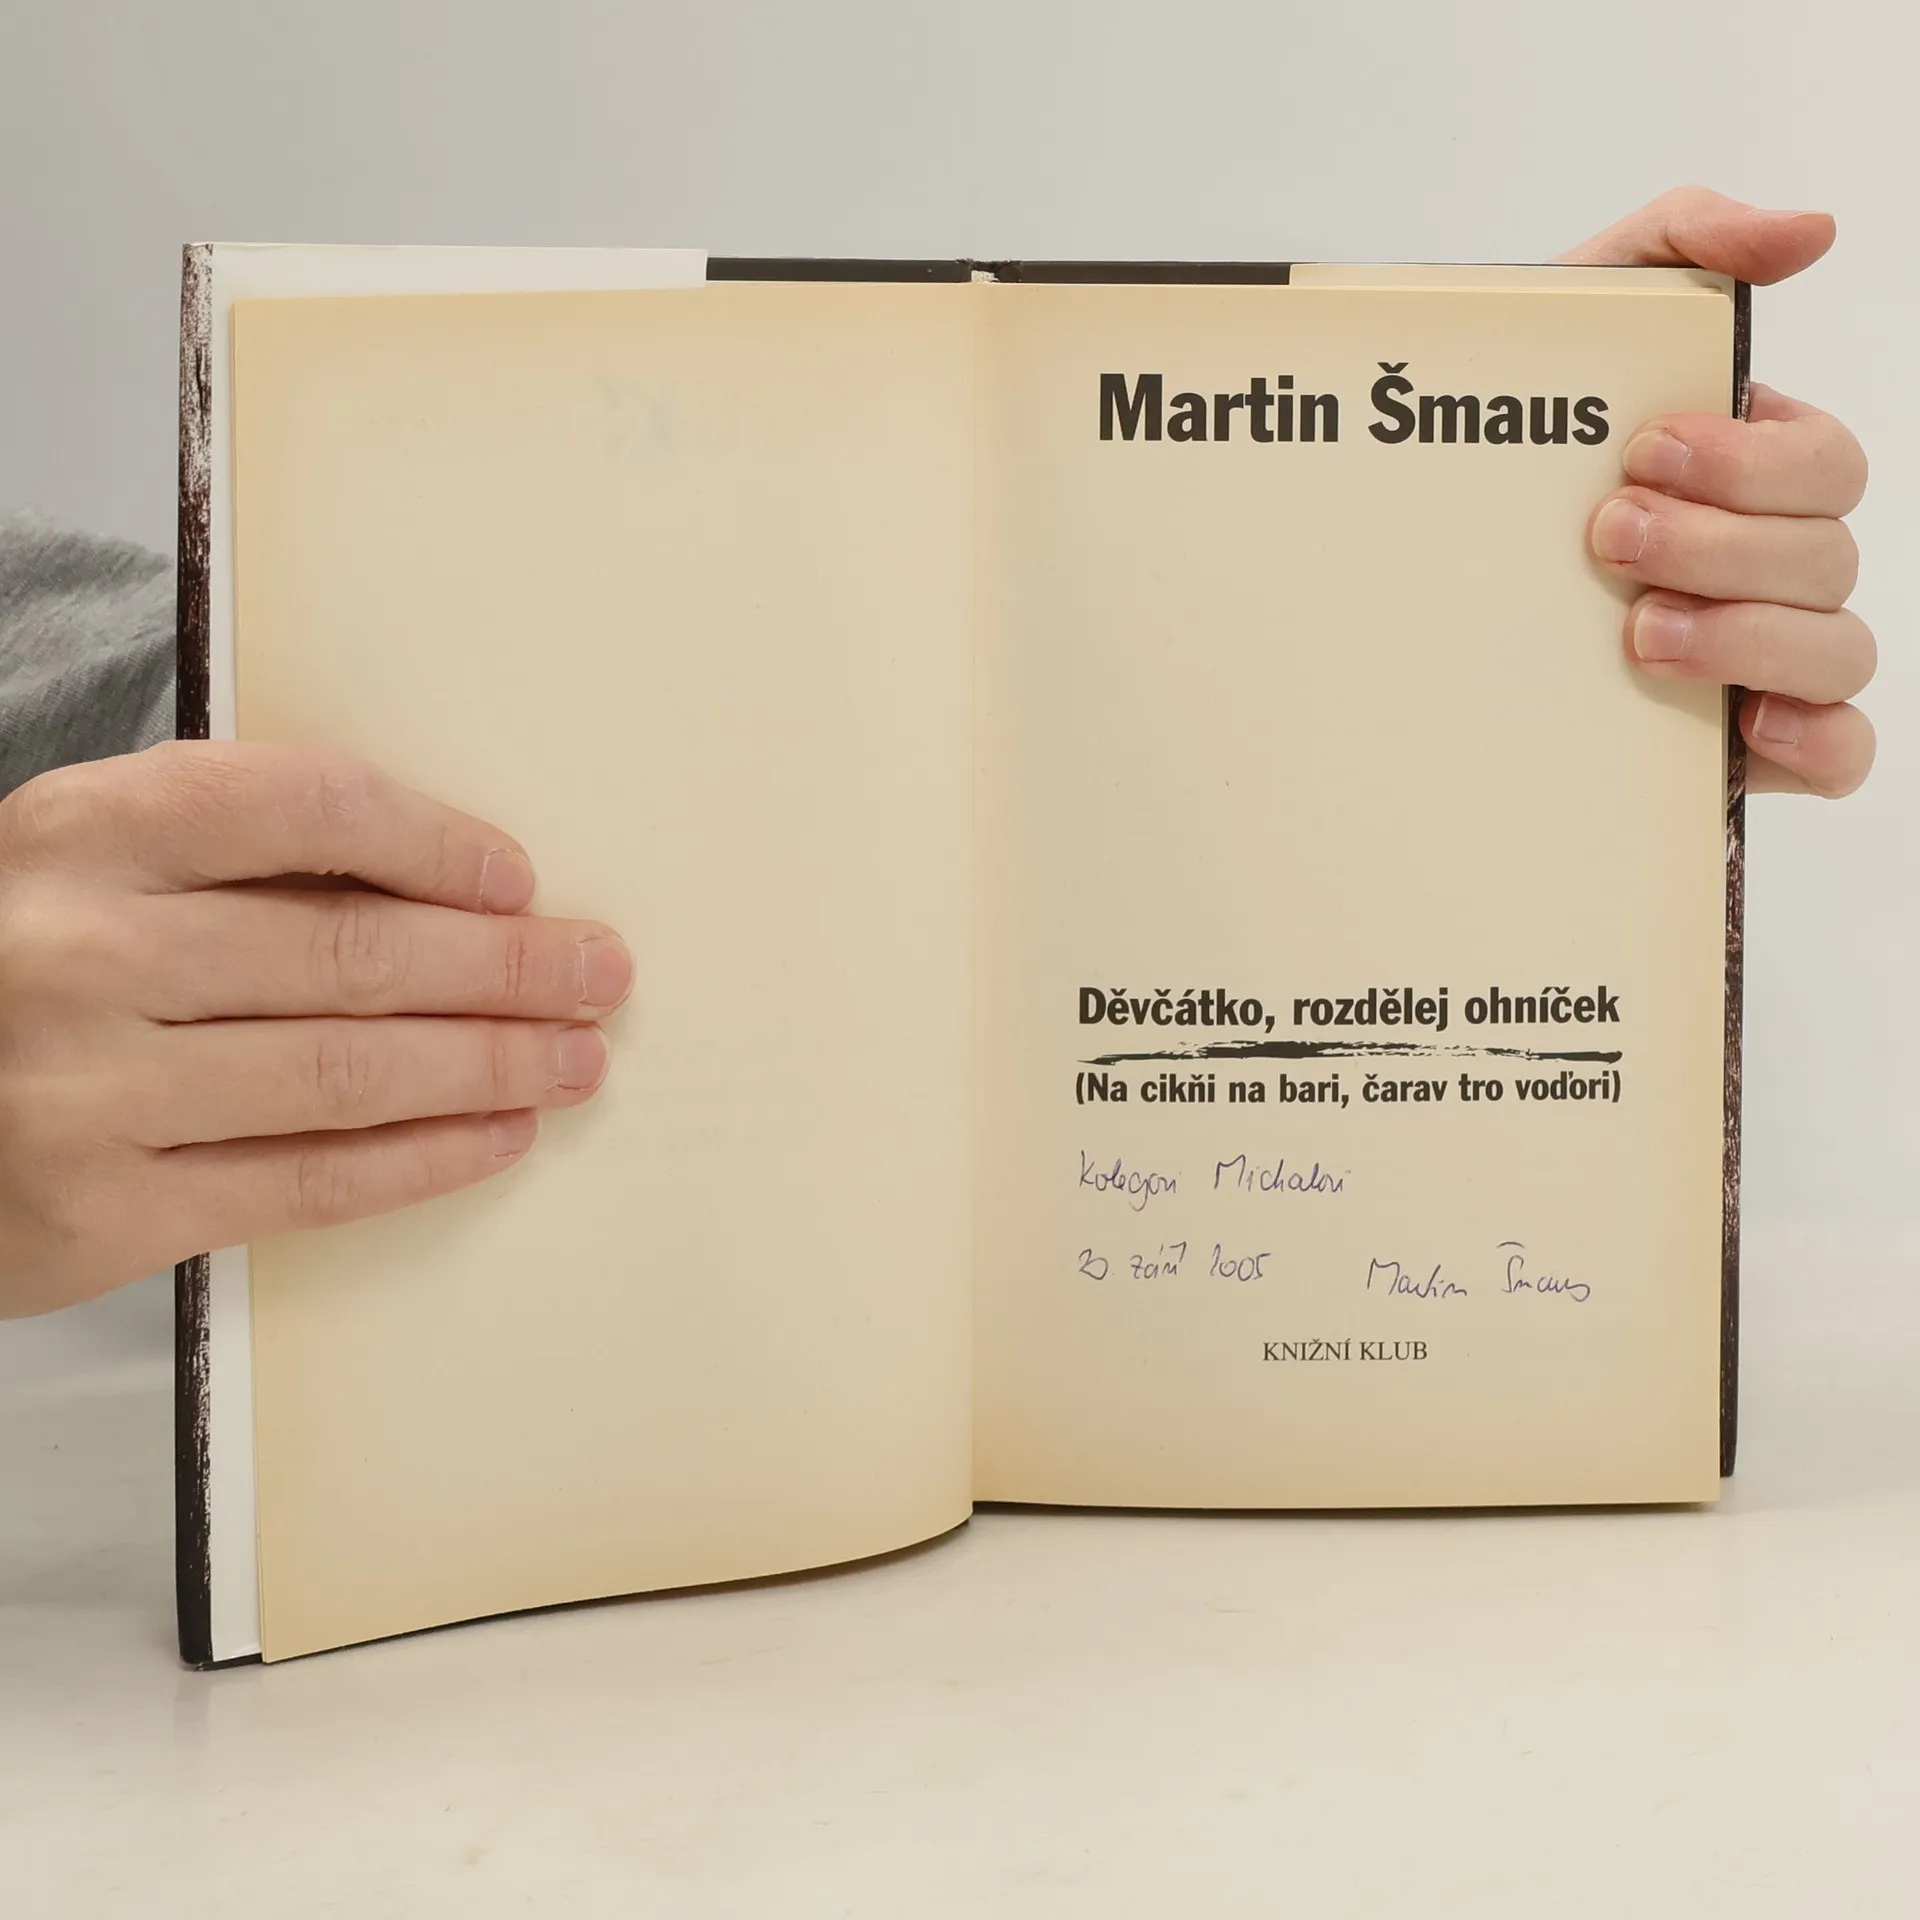 Martin Šmaus
Děvčátko, rozdělej ohníček
(Na cikňi na bari, čarav tro voďori)
Kolegovi Michalovi
20. září 2005 Martin Šmaus
KNIŽNÍ KLUB